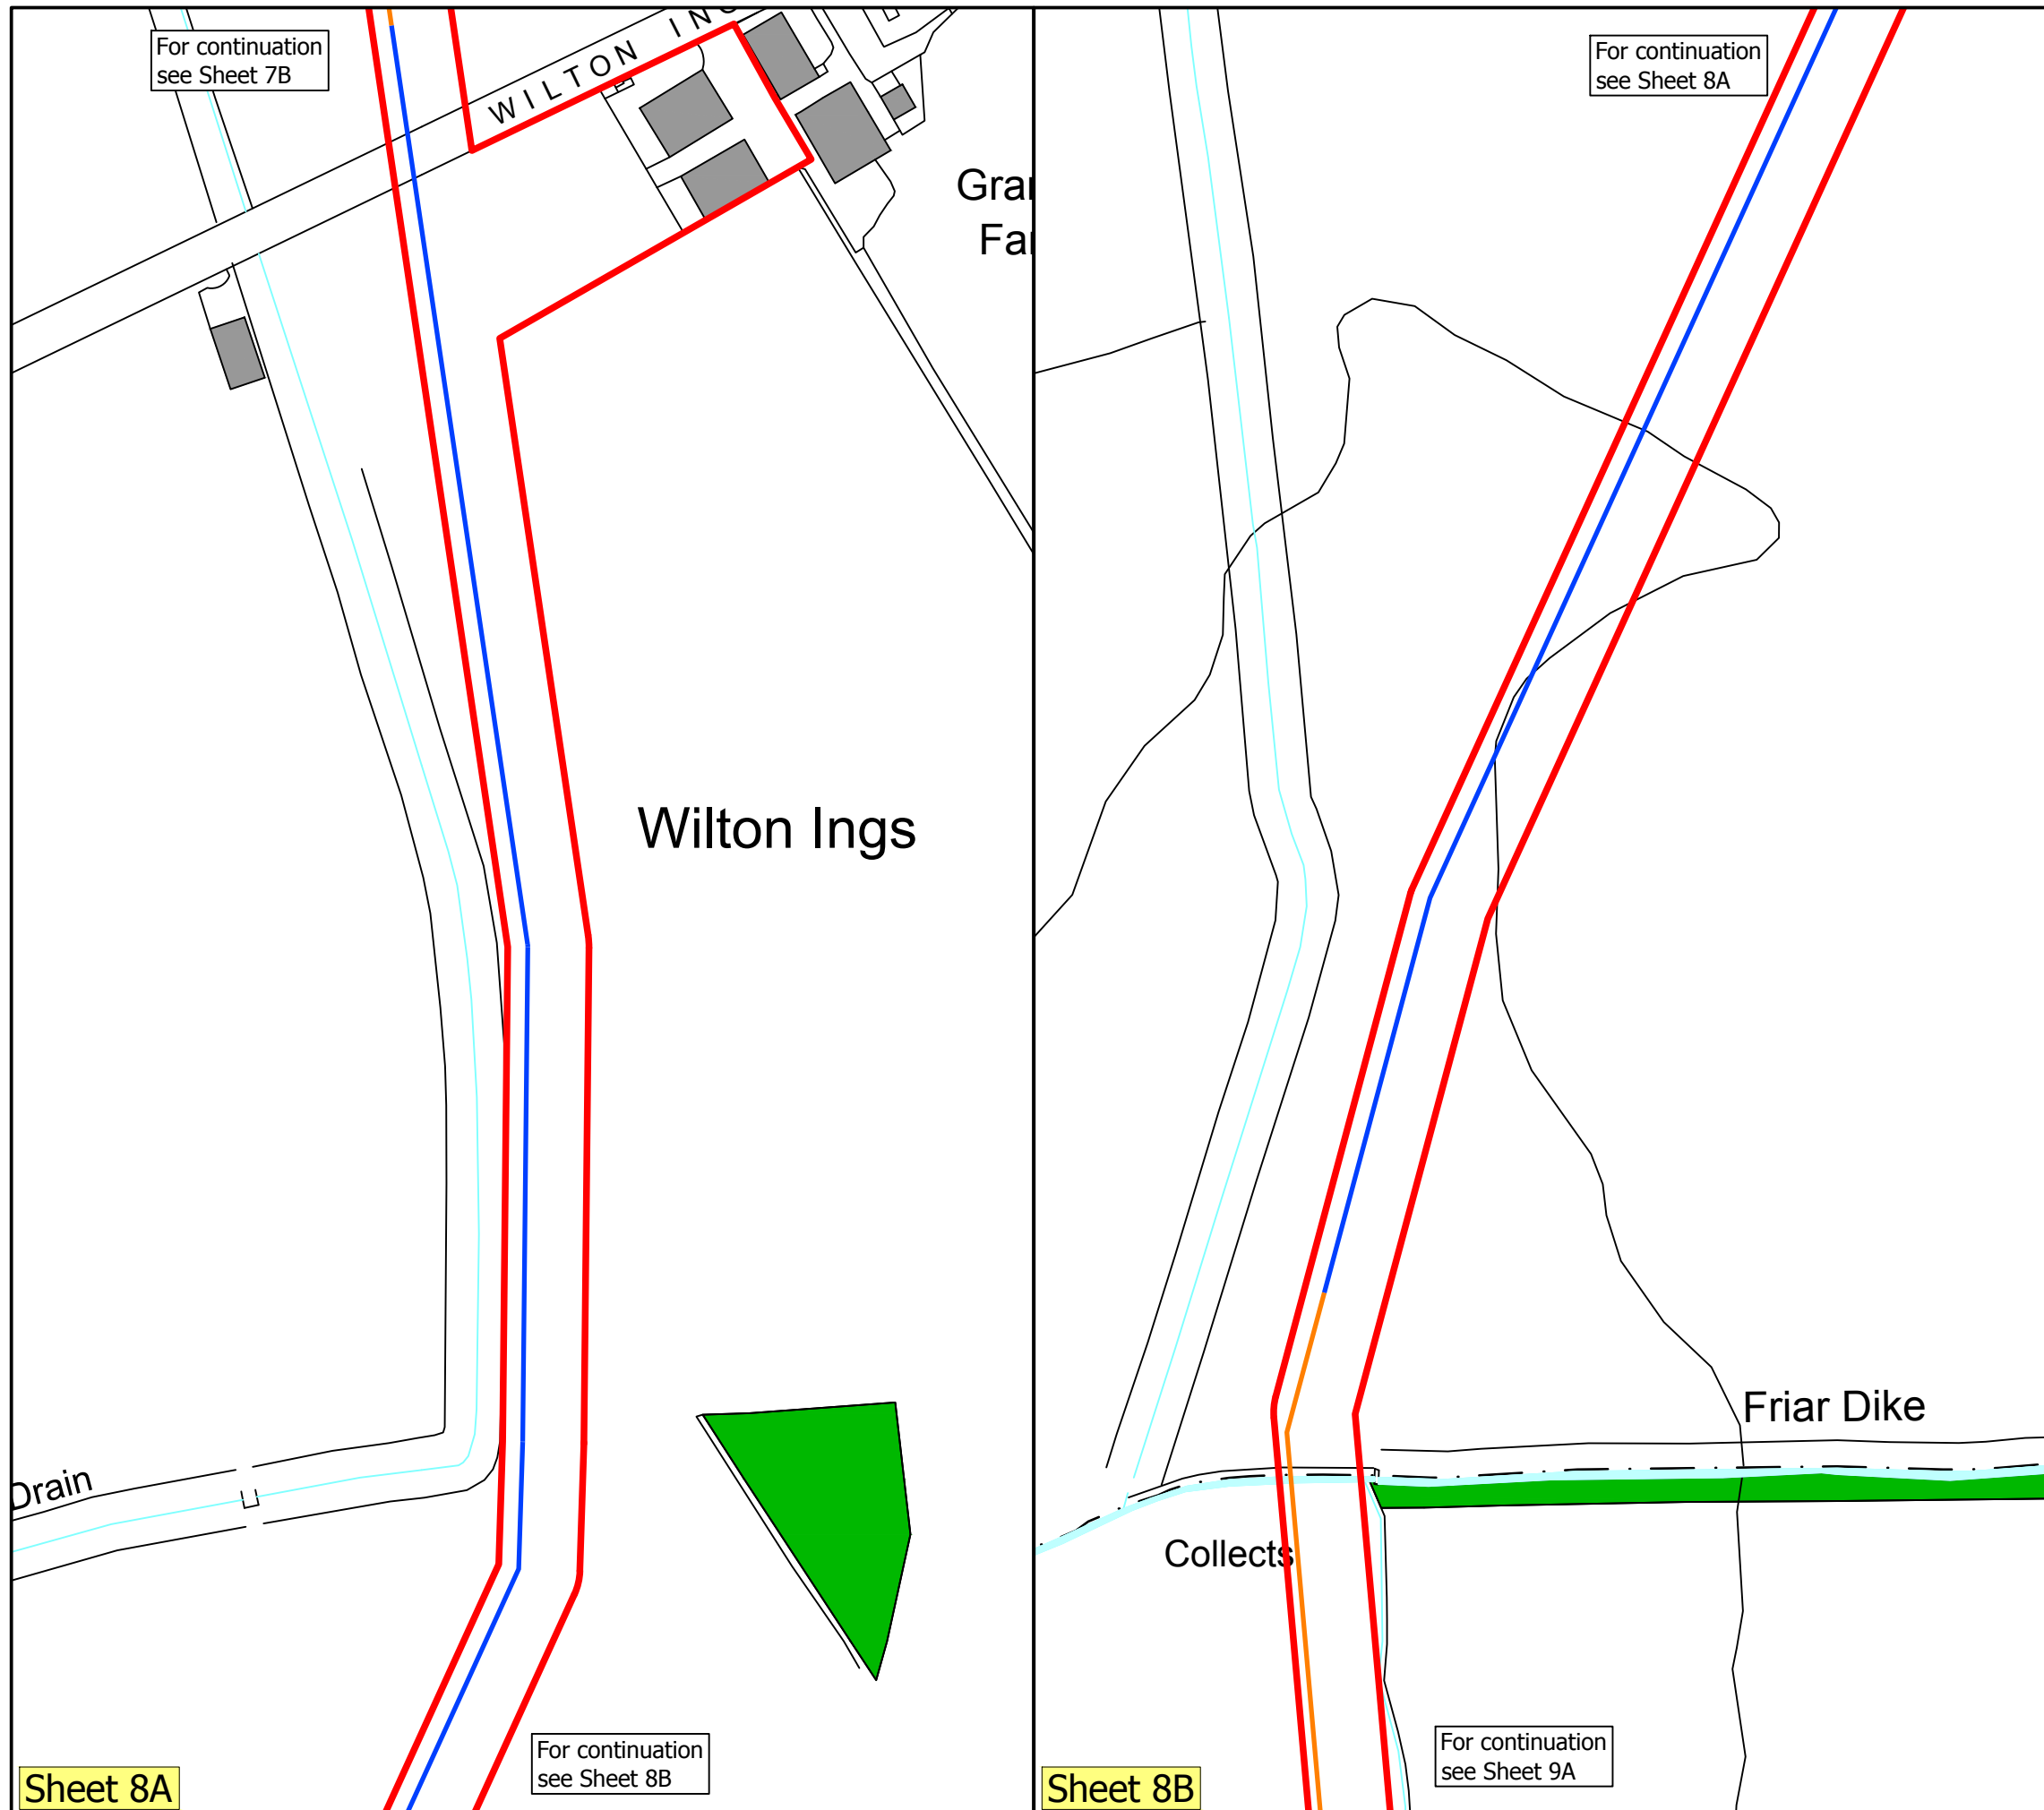 For continuation
see Sheet 7B
WILTON
Wilton Ings
Drain
For continuation
see Sheet 8B
Sheet 8A
For continuation
see Sheet 8A
Friar Dike
Collects
For continuation
see Sheet 9A
Sheet 8B